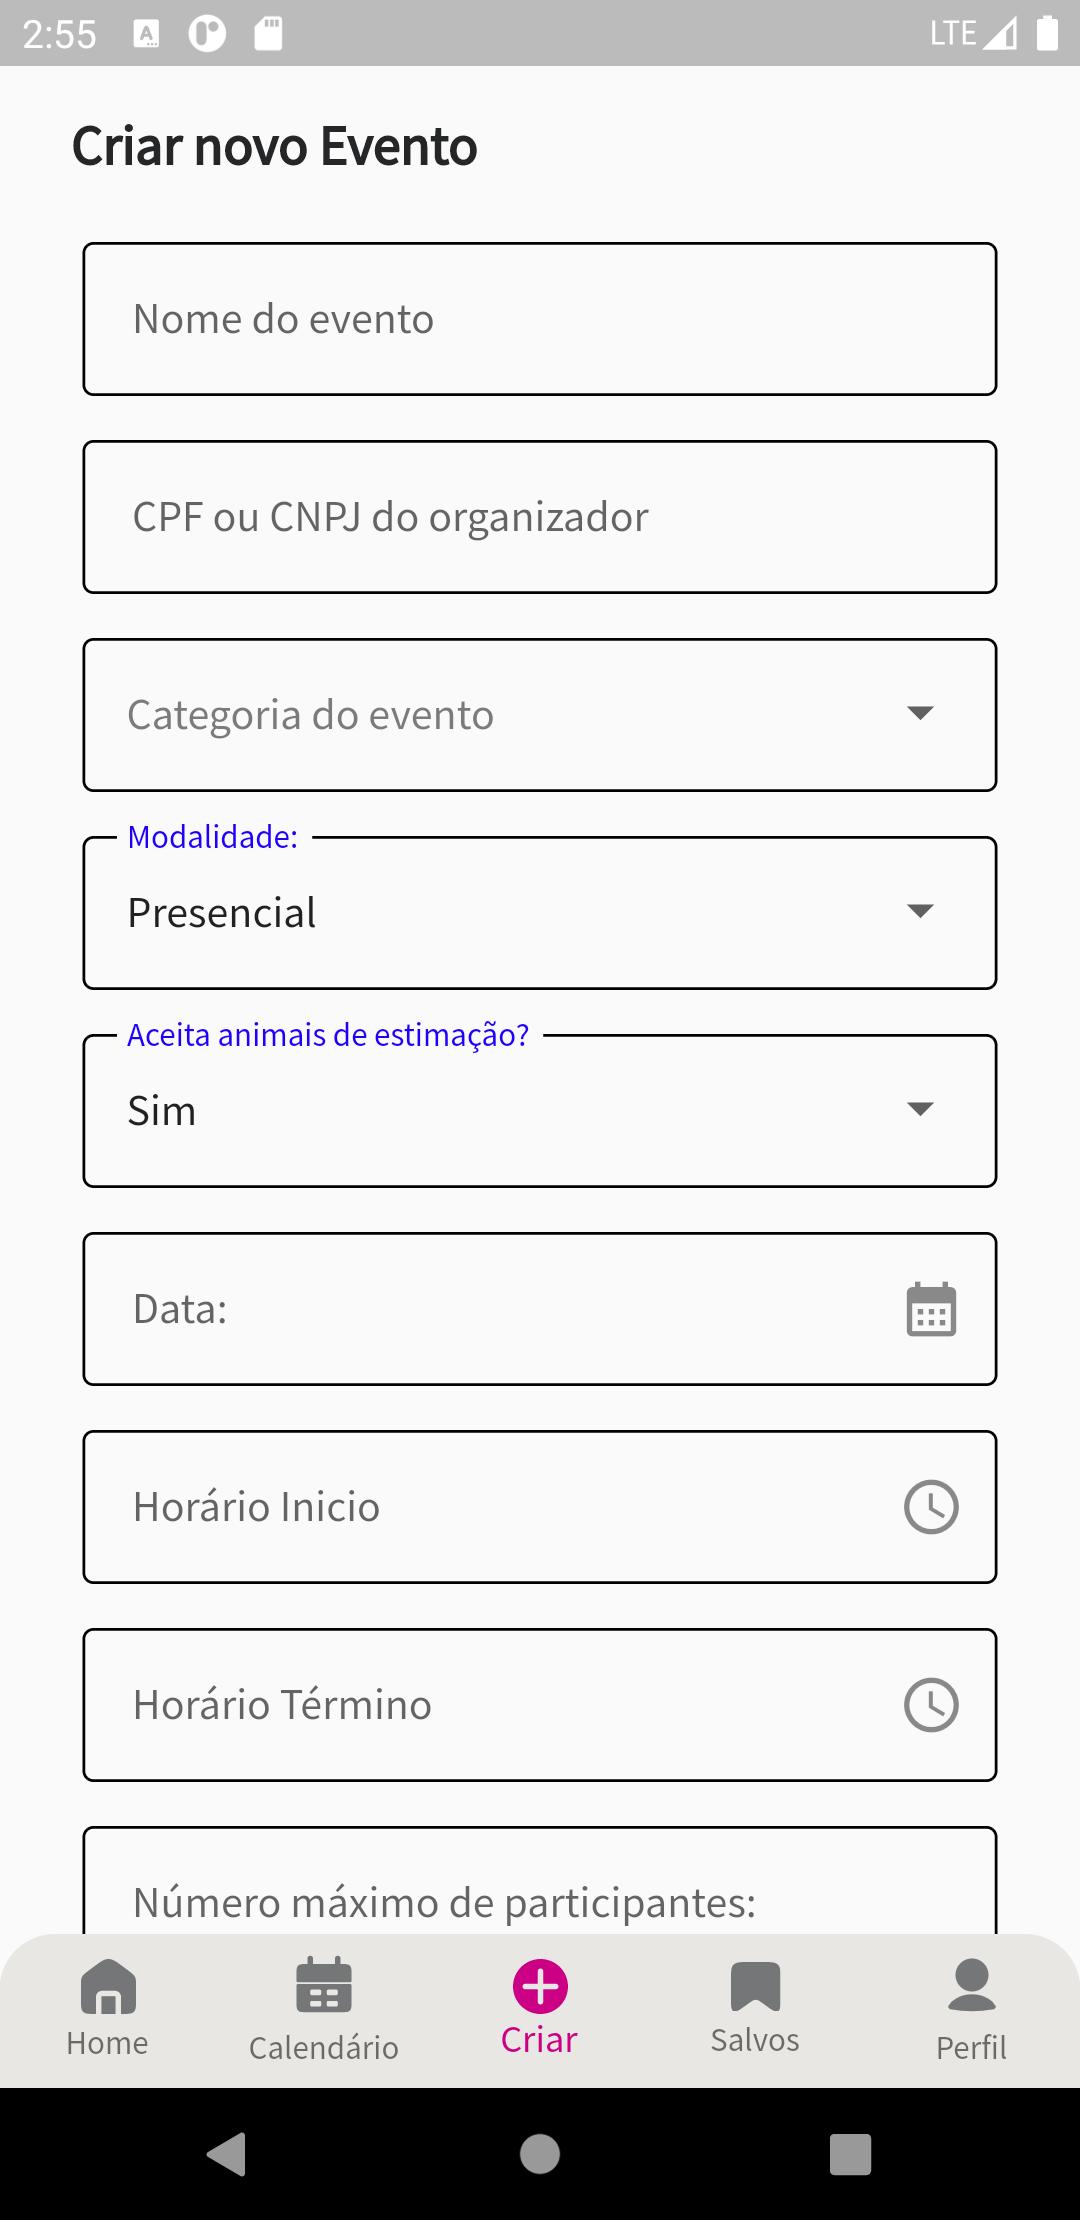 2:55
LTE
Criar novo Evento
Nome do evento
CPF ou CNPJ do organizador
Categoria do evento
Modalidade:
Presencial
Aceita animais de estimação?
Sim
Data:
Horário Inicio
Horário Término
Número máximo de participantes:
Home
Calendário
Criar
Salvos
Perfil